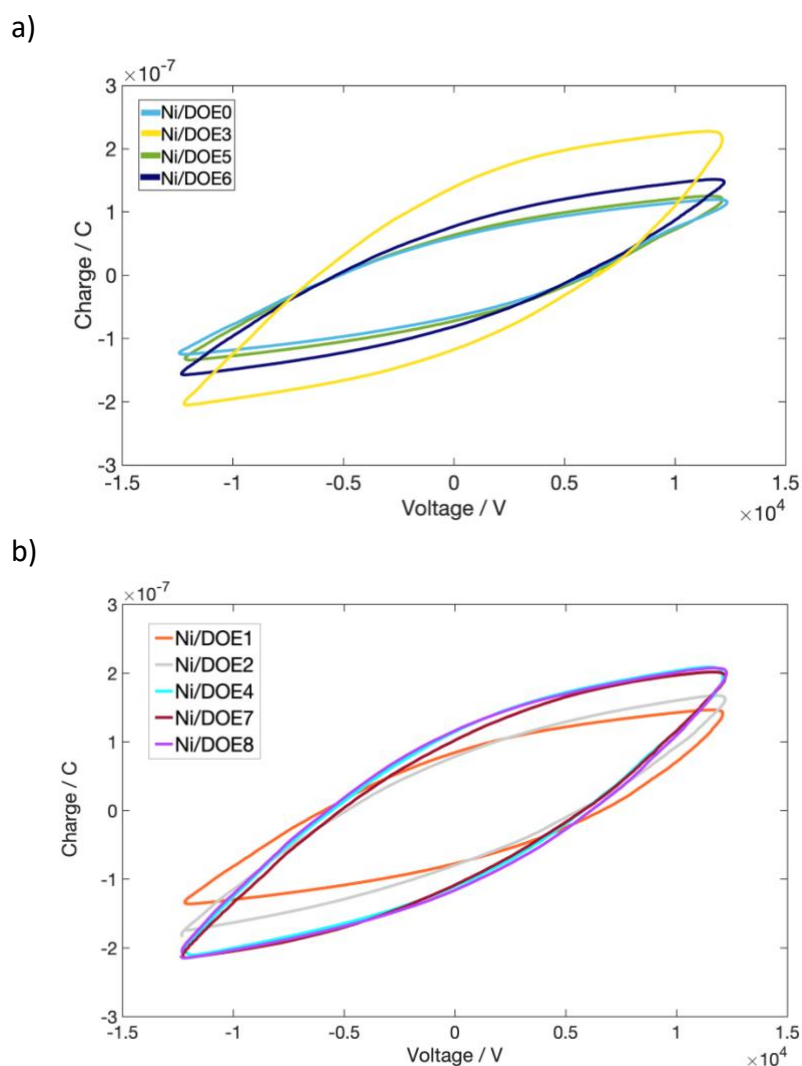 a)
×10-7
3
2
1
0
-1
-2
-3
Charge / C
Ni/DOE0
Ni/DOE3
Ni/DOE5
Ni/DOE6
-1.5 -1 -0.5 0 0.5 1 1.5
Voltage / V
×104
b)
×10-7
3
2
1
0
-1
-2
-3
Charge / C
Ni/DOE1
Ni/DOE2
Ni/DOE4
Ni/DOE7
Ni/DOE8
-1.5 -1 -0.5 0 0.5 1 1.5
Voltage / V
×104